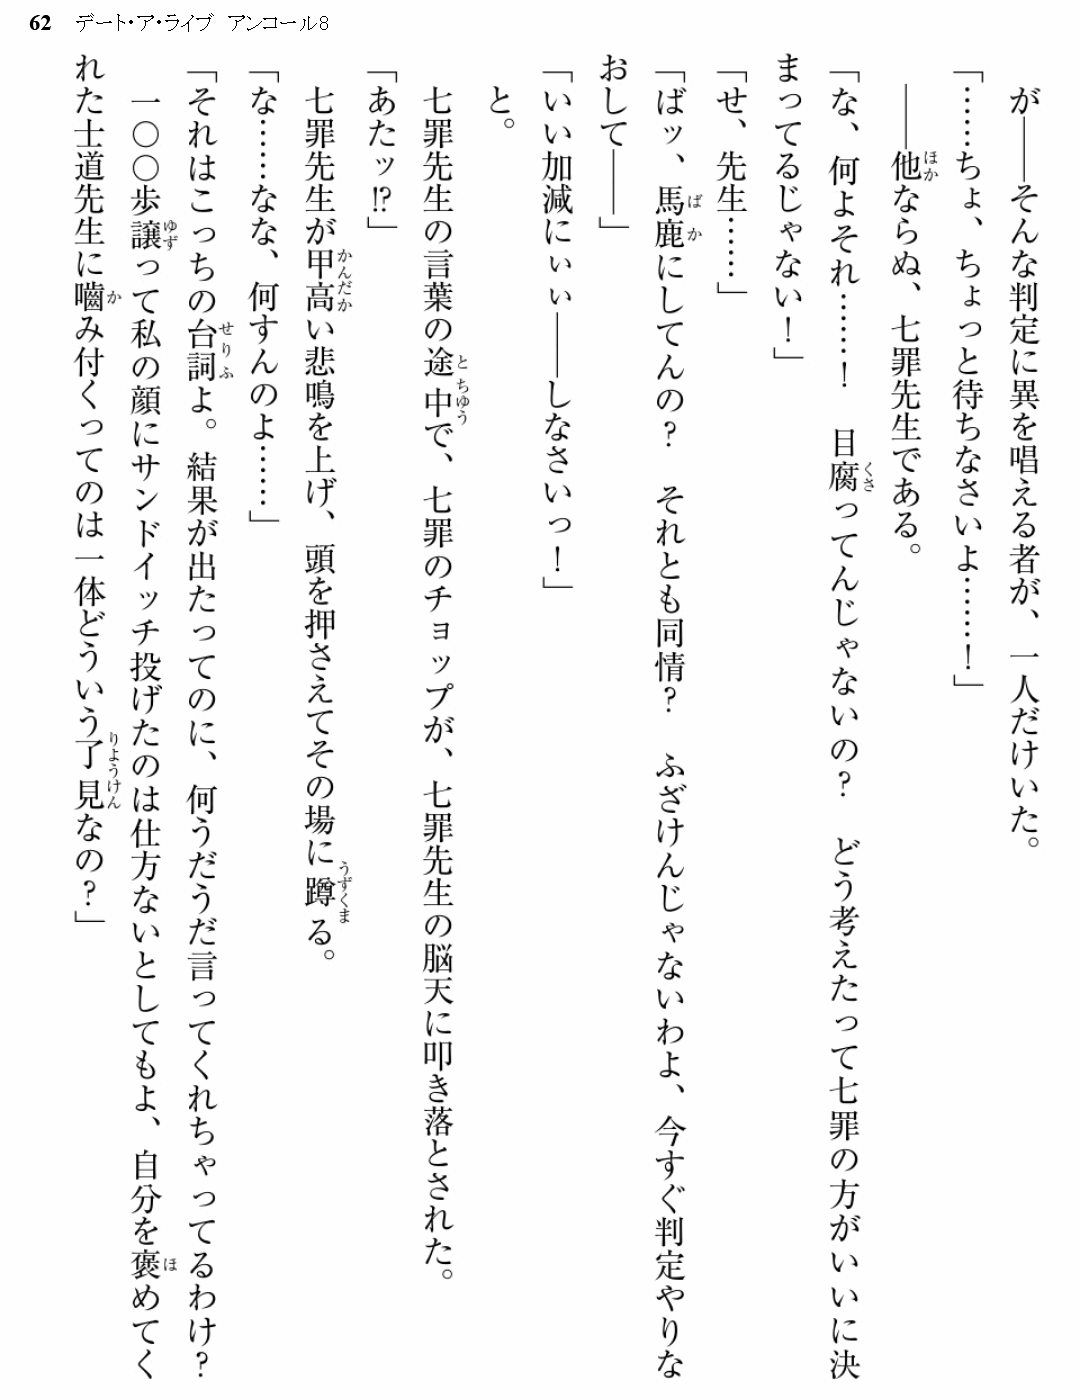 62 デート・ア・ライブ アンコール8
が――そんな判定に異を唱える者が、一人だけいた。
「……ちょ、ちょっと待ちなさいよ……！」
――他ならぬ、七罪先生である。
「な、何よそれ……！ 目腐ってんじゃないの？ どう考えたって七罪の方がいいに決
まってるじゃない！」
「せ、先生……」
「ばッ、馬鹿にしてんの？ それとも同情？ ふざけんじゃないわよ、今すぐ判定やりな
おして――」
「いい加減にぃぃ――しなさいっ！」
と。
七罪先生の言葉の途中で、七罪のチョップが、七罪先生の脳天に叩き落とされた。
「あたッ!?」
七罪先生が甲高い悲鳴を上げ、頭を押さえてその場に蹲る。
「な……なな、何すんのよ……」
「それはこっちの台詞よ。結果が出たってのに、何うだうだ言ってくれちゃってるわけ？
一〇〇歩譲って私の顔にサンドイッチ投げたのは仕方ないとしてもよ、自分を褒めてく
れた士道先生に嚙み付くってのは一体どういう了見なの？」